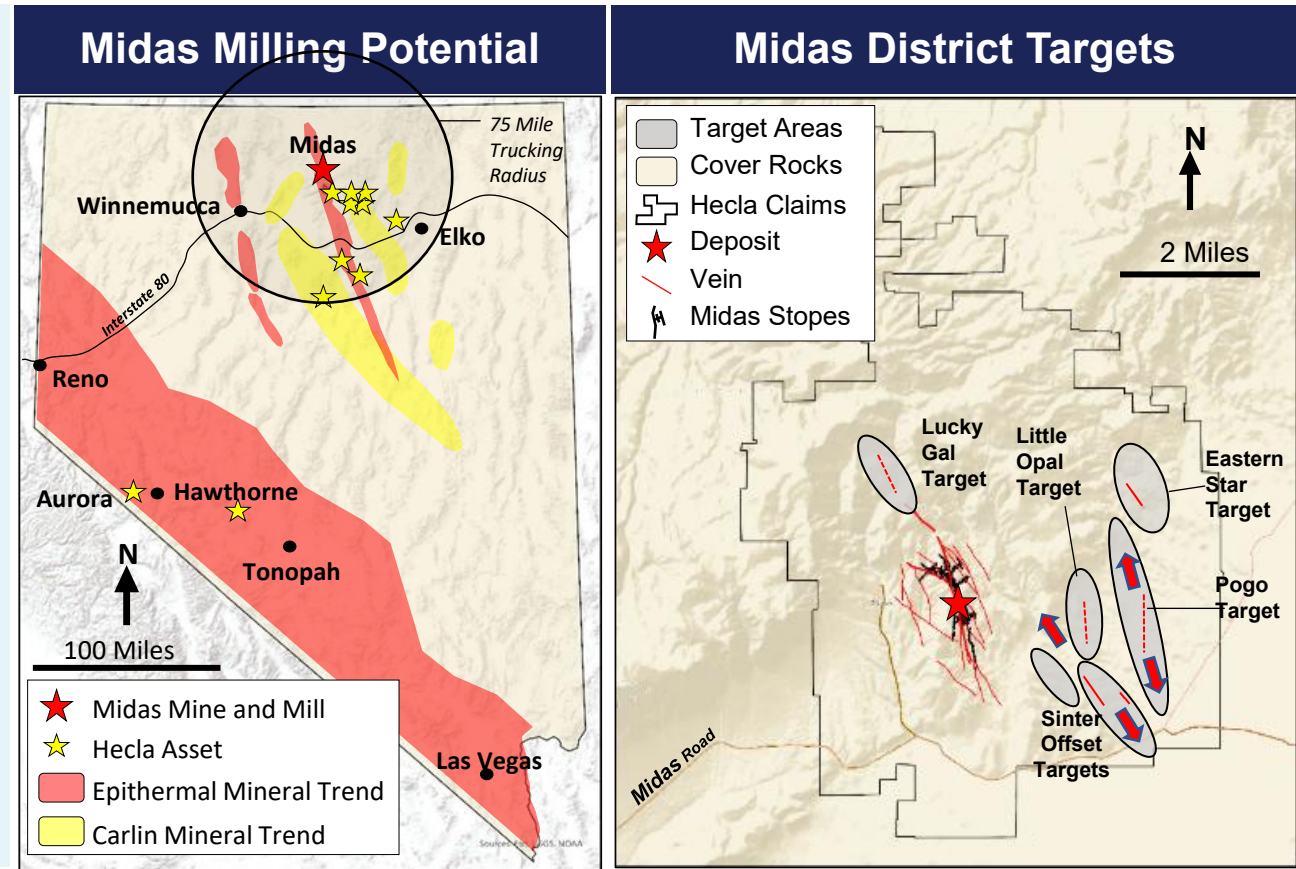 Midas Milling Potential
75 Mile
Trucking
Radius
Midas
Winnemucca
Elko
Interstate 80
Reno
Aurora
Hawthorne
Tonopah
N
100 Miles
Las Vegas
Midas Mine and Mill
Hecla Asset
Epithermal Mineral Trend
Carlin Mineral Trend
Midas District Targets
Target Areas
Cover Rocks
Hecla Claims
Deposit
Vein
Midas Stopes
N
2 Miles
Lucky
Gal
Target
Little
Opal
Target
Eastern
Star
Target
Pogo
Target
Sinter
Offset
Targets
Midas Road